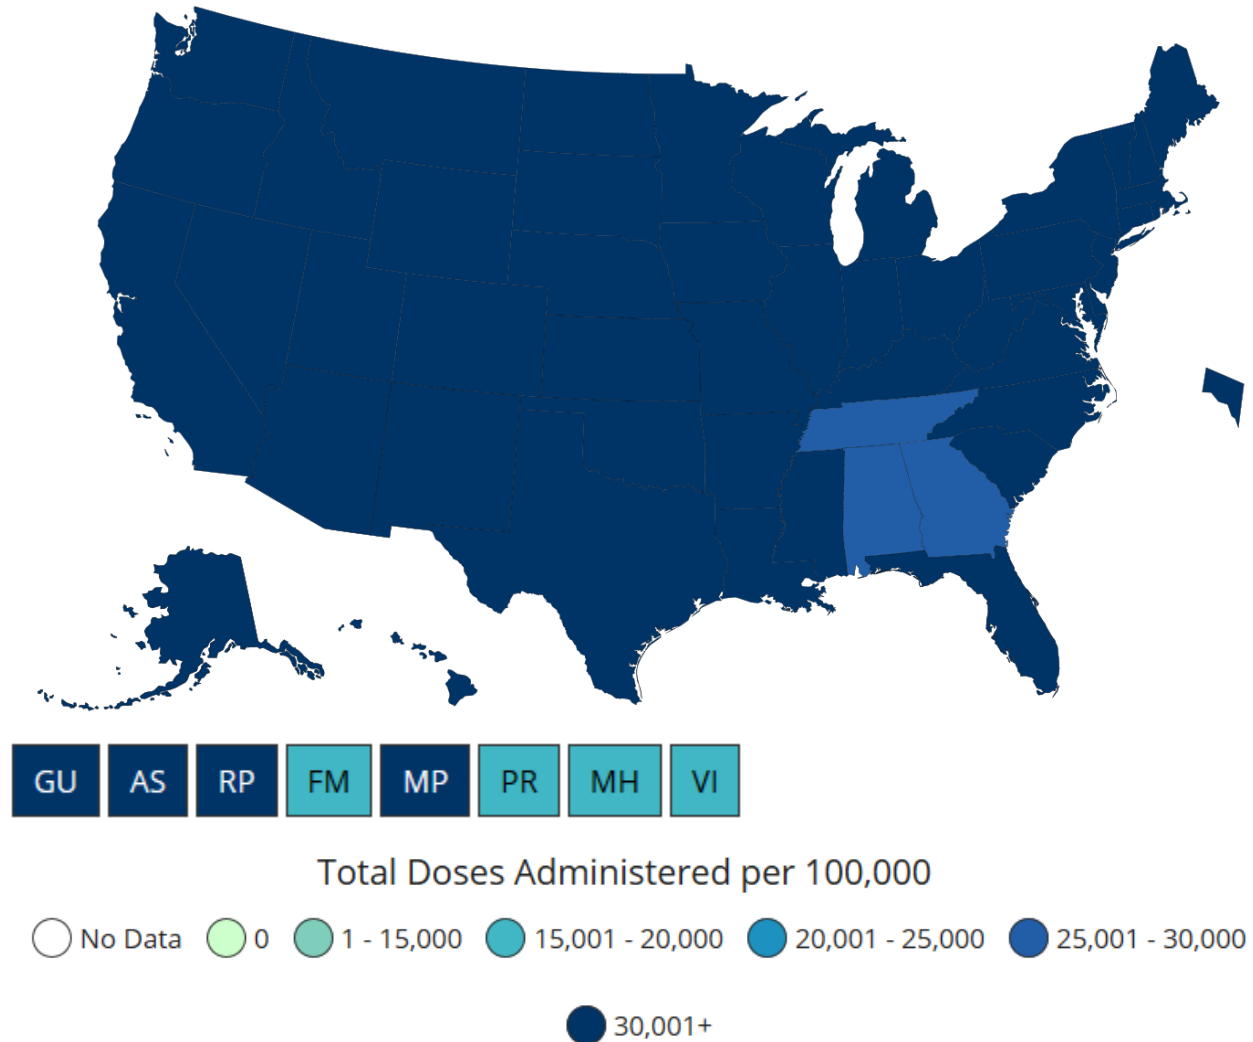 GU AS RP FM MP PR MH VI
Total Doses Administered per 100,000
No Data 0 1 - 15,000 15,001 - 20,000 20,001 - 25,000 25,001 - 30,000
30,001+